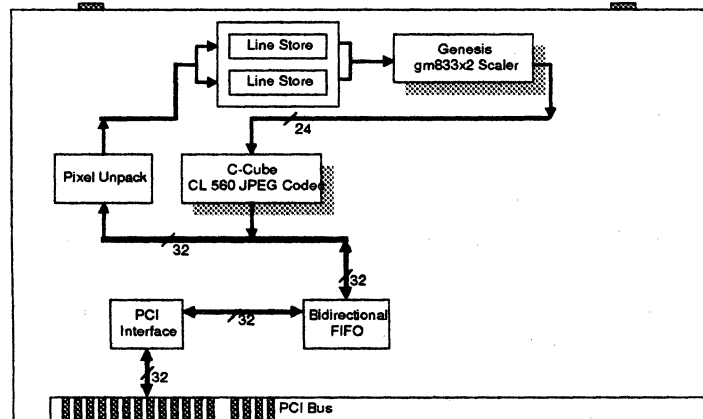 Line Store
Line Store
Genesis
gm833x2 Scaler
24
Pixel Unpack
C-Cube
CL 560 JPEG Codec
32
32
PCI
Interface
32
Bidirectional
FIFO
32
PCI Bus